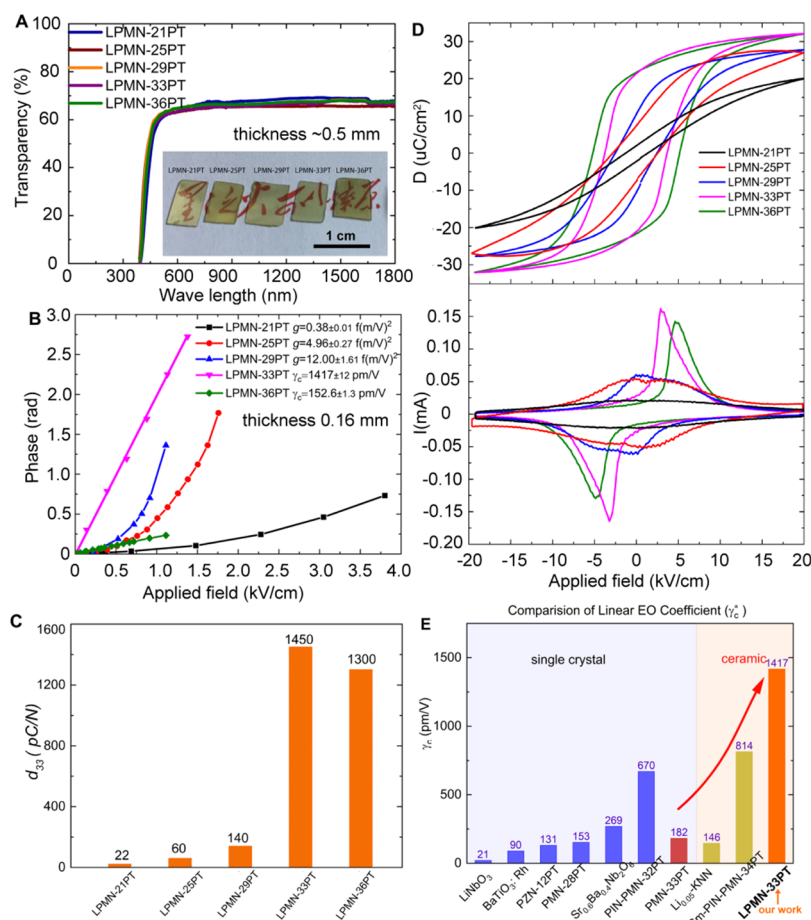 A
LPMN-21PT
LPMN-25PT
LPMN-29PT
LPMN-33PT
LPMN-36PT
Transparency (%)
100
80
60
40
20
0
thickness ~0.5 mm
LPMN-21PT LPMN-25PT LPMN-29PT LPMN-33PT LPMN-36PT
1 cm
0 300 600 900 1200 1500 1800
Wave length (nm)
B
Phase (rad)
3.0
2.5
2.0
1.5
1.0
0.5
0
LPMN-21PT g=0.38±0.01 f(m/V)²
LPMN-25PT g=4.96±0.27 f(m/V)²
LPMN-29PT g=12.00±1.61 f(m/V)²
LPMN-33PT γc=1417±12 pm/V
LPMN-36PT γc=152.6±1.3 pm/V
thickness 0.16 mm
0 0.5 1.0 1.5 2.0 2.5 3.0 3.5 4.0
Applied field (kV/cm)
C
d33 ( pC/N)
1600
1200
800
400
0
22
60
140
1450
1300
LPMN-21PT
LPMN-25PT
LPMN-29PT
LPMN-33PT
LPMN-36PT
D
D (uC/cm²)
30
20
10
0
-10
-20
-30
LPMN-21PT
LPMN-25PT
LPMN-29PT
LPMN-33PT
LPMN-36PT
I(mA)
0.15
0.10
0.05
0
-0.05
-0.10
-0.15
-0.20
-20 -15 -10 -5 0 5 10 15 20
Applied field (kV/cm)
E
Comparision of Linear EO Coefficient (γc*)
single crystal
ceramic
γc (pm/V)
1500
1000
500
0
21
90
131
153
269
670
182
146
814
1417
LiNbO3
BaTiO3: Rh
PZN-12PT
PMN-28PT
Sr0.6Ba0.4Nb2O6
PIN-PMN-32PT
PMN-33PT
Li0.05-KNN
-PIN-PMN-34PT
LPMN-33PT
our work